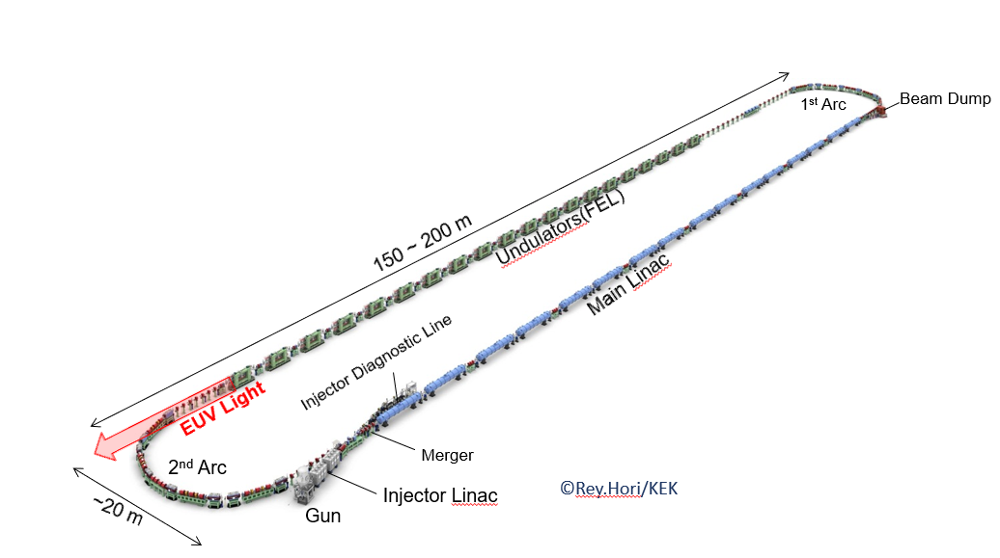 1st Arc
Beam Dump
150 ~ 200 m
Undulators(FEL)
Main Linac
Injector Diagnostic Line
EUV Light
Merger
2nd Arc
Injector Linac
©Rey.Hori/KEK
~20 m
Gun